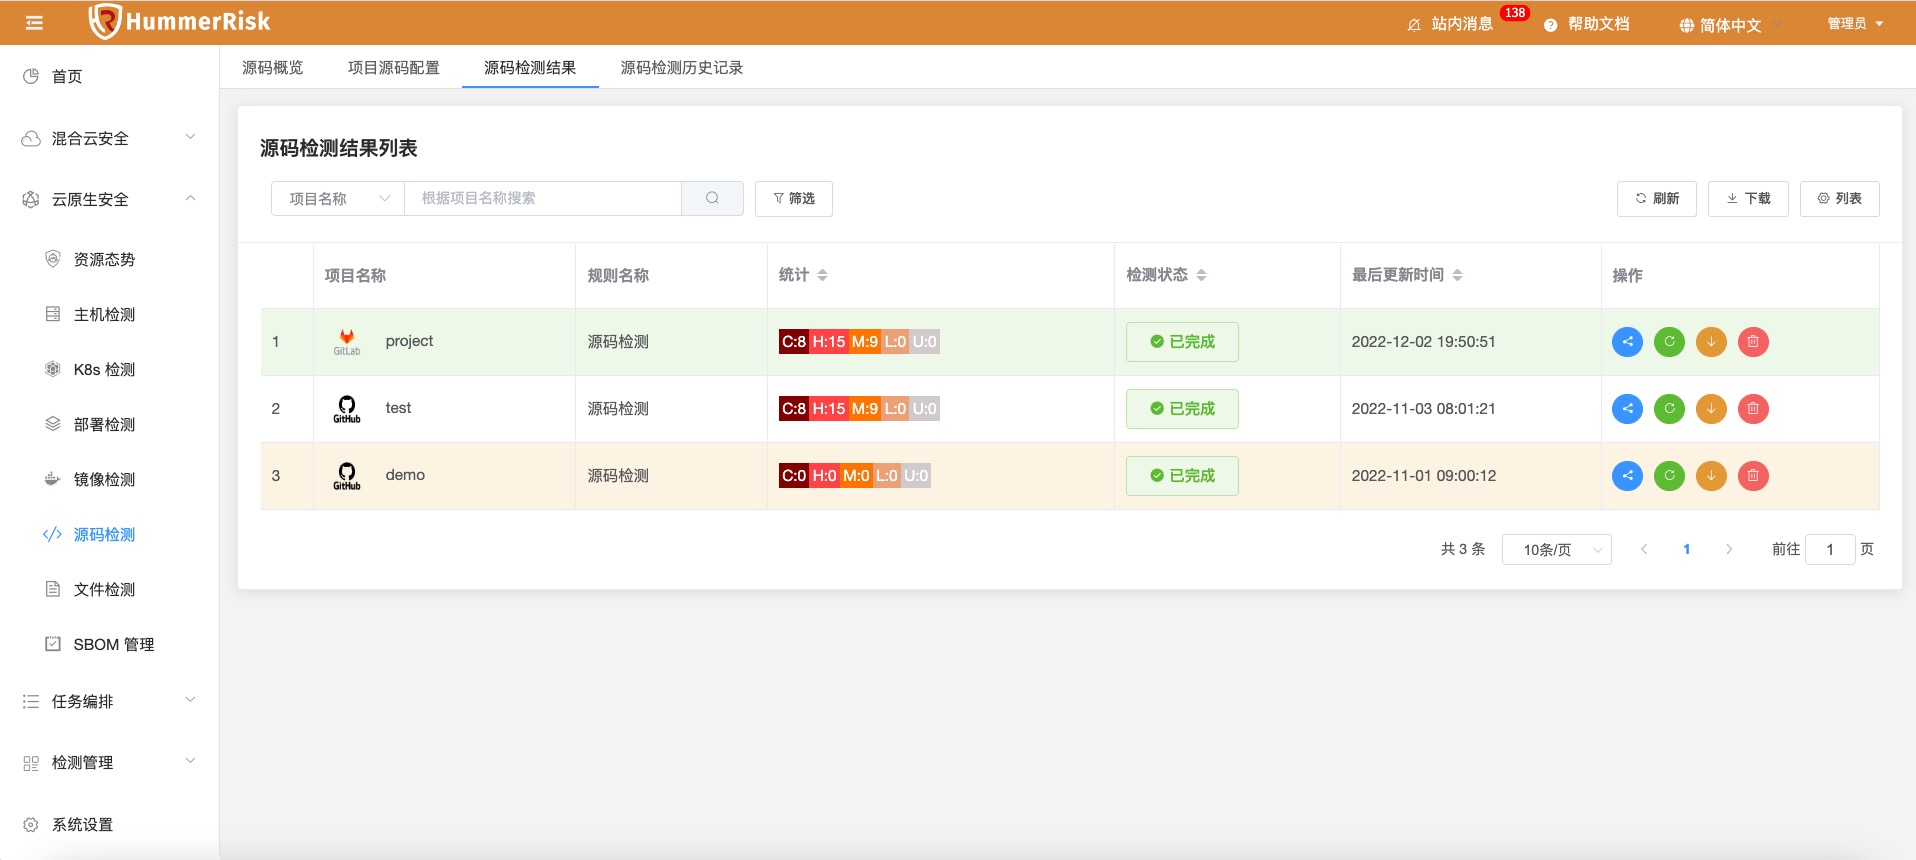 HummerRisk
站内消息 138 帮助文档 简体中文 管理员
首页
混合云安全
云原生安全
资源态势
主机检测
K8s 检测
部署检测
镜像检测
源码检测
文件检测
SBOM 管理
任务编排
检测管理
系统设置
源码概览 项目源码配置 源码检测结果 源码检测历史记录
源码检测结果列表
项目名称 根据项目名称搜索 筛选 刷新 下载 列表
项目名称 规则名称 统计 检测状态 最后更新时间 操作
1 GitLab project 源码检测 C:8 H:15 M:9 L:0 U:0 已完成 2022-12-02 19:50:51
2 GitHub test 源码检测 C:8 H:15 M:9 L:0 U:0 已完成 2022-11-03 08:01:21
3 GitHub demo 源码检测 C:0 H:0 M:0 L:0 U:0 已完成 2022-11-01 09:00:12
共 3 条 10条/页 1 前往 1 页